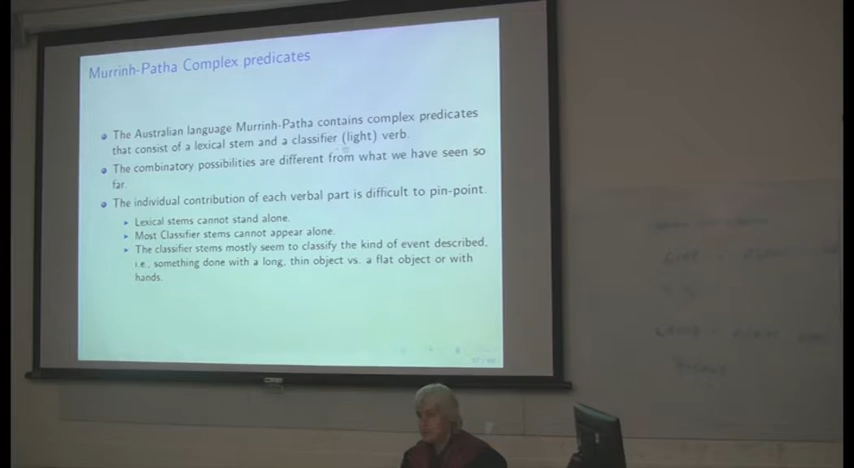 Murrinh-Patha Complex predicates
The Australian language Murrinh-Patha contains complex predicates
that consist of a lexical stem and a classifier (light) verb.
The combinatory possibilities are different from what we have seen so
far.
The individual contribution of each verbal part is difficult to pin-point.
Lexical stems cannot stand alone.
Most Classifier stems cannot appear alone.
The classifier stems mostly seem to classify the kind of event described,
i.e., something done with a long, thin object vs. a flat object or with
hands.